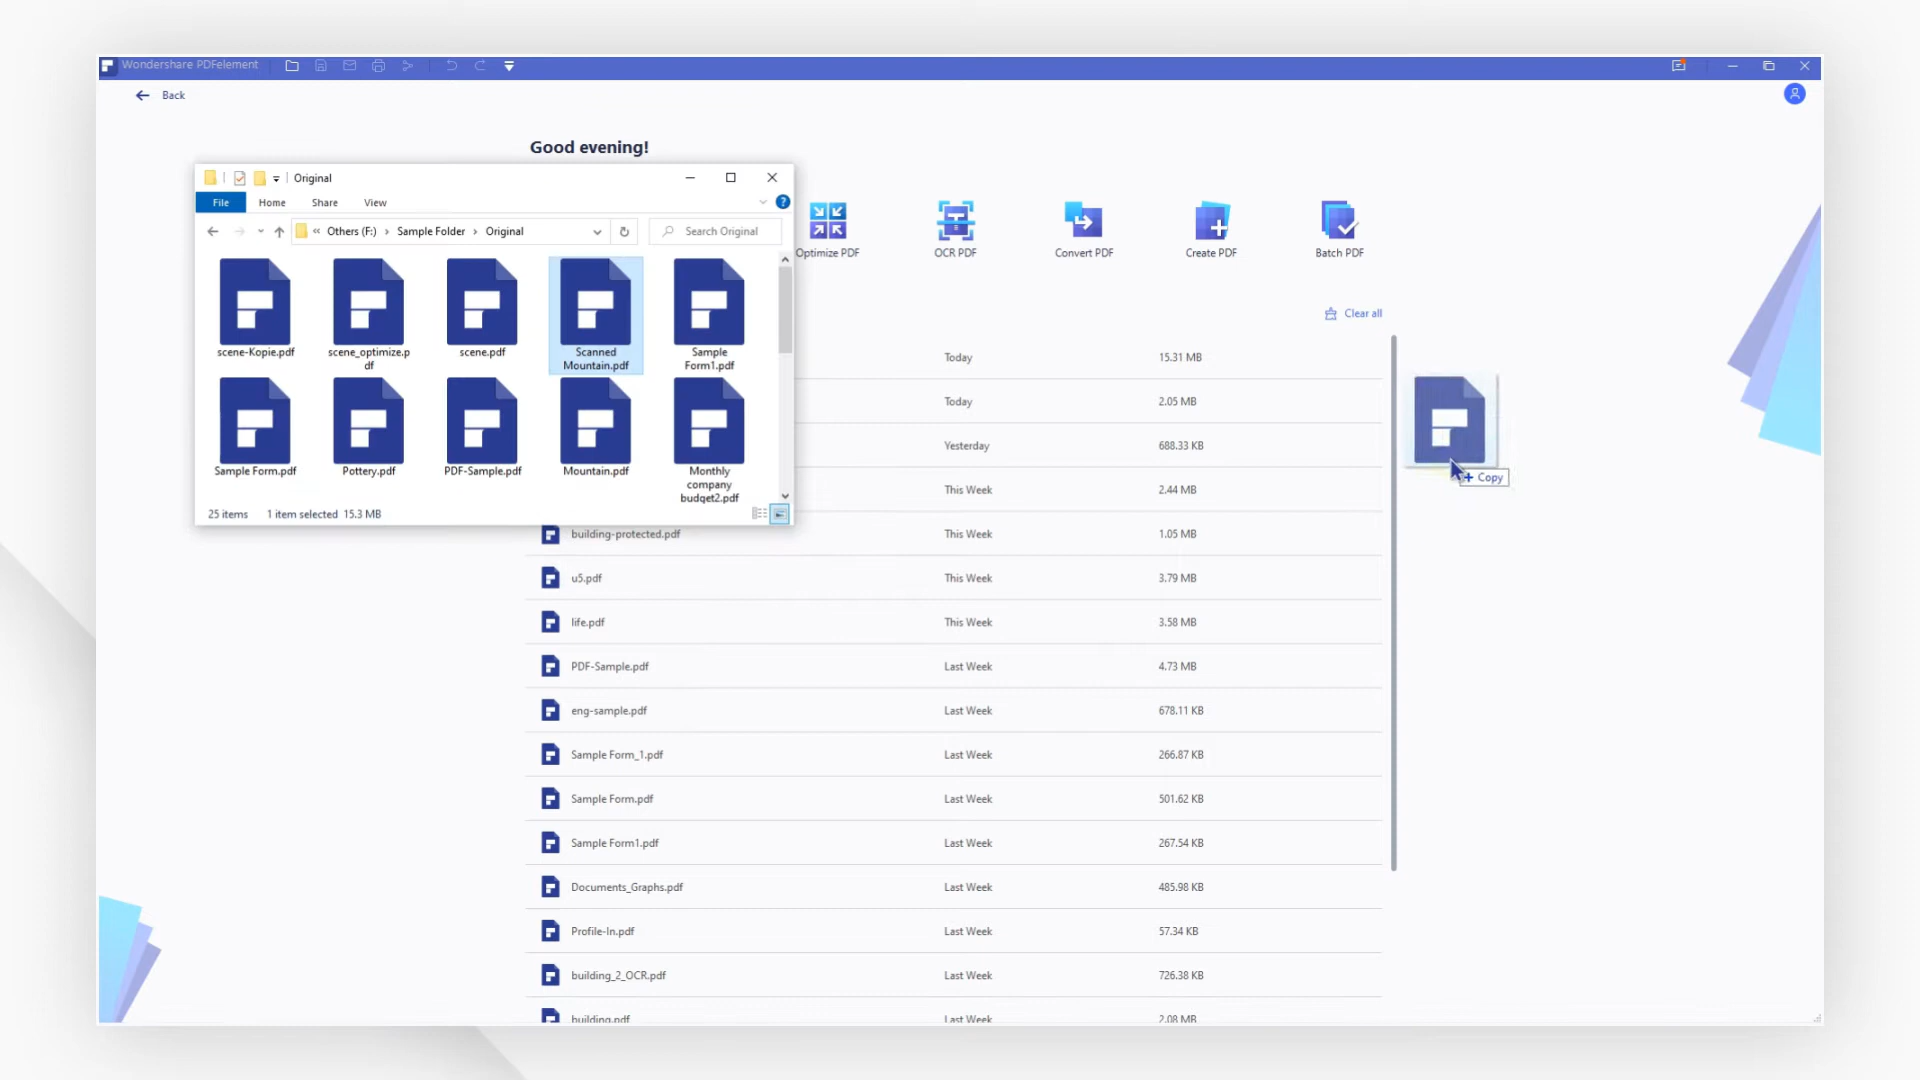 Wondershare PDFelement
Back
Good evening!
Original
File
Home
Share
View
?
« Others (F:) › Sample Folder › Original
Search Original
scene-Kopie.pdf
scene_optimize.p
df
scene.pdf
Scanned
Mountain.pdf
Sample
Form1.pdf
Sample Form.pdf
Pottery.pdf
PDF-Sample.pdf
Mountain.pdf
Monthly
company
budget2.pdf
25 items
1 item selected 15.3 MB
Optimize PDF
OCR PDF
Convert PDF
Create PDF
Batch PDF
Clear all
Today 15.31 MB
Today 2.05 MB
Yesterday 688.33 KB
This Week 2.44 MB
building-protected.pdf This Week 1.05 MB
u5.pdf This Week 3.79 MB
life.pdf This Week 3.58 MB
PDF-Sample.pdf Last Week 4.73 MB
eng-sample.pdf Last Week 678.11 KB
Sample Form_1.pdf Last Week 266.87 KB
Sample Form.pdf Last Week 501.62 KB
Sample Form1.pdf Last Week 267.54 KB
Documents_Graphs.pdf Last Week 485.98 KB
Profile-In.pdf Last Week 57.34 KB
building_2_OCR.pdf Last Week 726.38 KB
building.pdf Last Week 2.08 MB
+ Copy